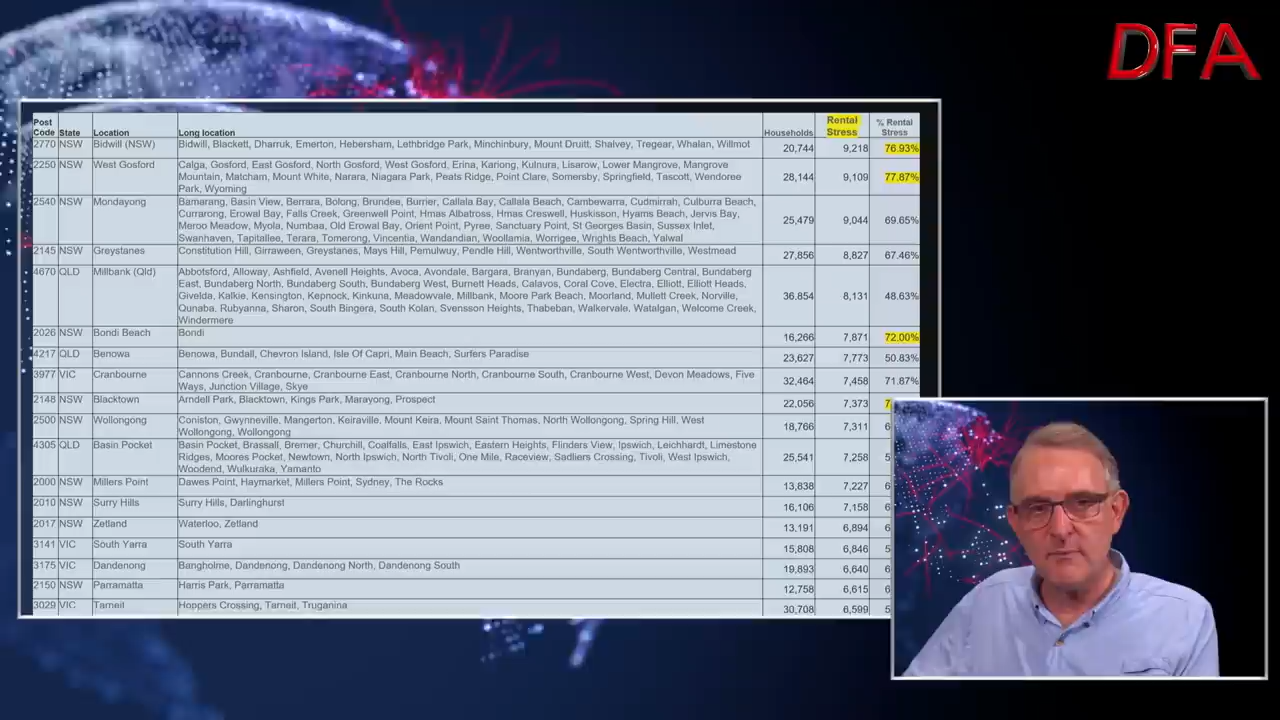 DFA
Post Code State Location Long location Households Rental Stress % Rental Stress
2770 NSW Bidwill (NSW) Bidwill, Blackett, Dharruk, Emerton, Hebersham, Lethbridge Park, Minchinbury, Mount Druitt, Shalvey, Tregear, Whalan, Willmot 20,744 9,218 76.93%
2250 NSW West Gosford Calga, Gosford, East Gosford, North Gosford, West Gosford, Erina, Kariong, Kulnura, Lisarow, Lower Mangrove, Mangrove
Mountain, Matcham, Mount White, Narara, Niagara Park, Peats Ridge, Point Clare, Somersby, Springfield, Tascott, Wendoree
Park, Wyoming 28,144 9,109 77.87%
2540 NSW Mondayong Bamarang, Basin View, Berrara, Bolong, Brundee, Burrier, Callala Bay, Callala Beach, Cambewarra, Cudmirrah, Culburra Beach,
Currarong, Erowal Bay, Falls Creek, Greenwell Point, Hmas Albatross, Hmas Creswell, Huskisson, Hyams Beach, Jervis Bay,
Meroo Meadow, Myola, Numbaa, Old Erowal Bay, Orient Point, Pyree, Sanctuary Point, St Georges Basin, Sussex Inlet,
Swanhaven, Tapitallee, Terara, Tomerong, Vincentia, Wandandian, Woollamia, Worrigee, Wrights Beach, Yalwal 25,479 9,044 69.65%
2145 NSW Greystanes Constitution Hill, Girraween, Greystanes, Mays Hill, Pemulwuy, Pendle Hill, Wentworthville, South Wentworthville, Westmead 27,856 8,827 67.46%
4670 QLD Millbank (Qld) Abbotsford, Alloway, Ashfield, Avenell Heights, Avoca, Avondale, Bargara, Branyan, Bundaberg, Bundaberg Central, Bundaberg
East, Bundaberg North, Bundaberg South, Bundaberg West, Burnett Heads, Calavos, Coral Cove, Electra, Elliott, Elliott Heads,
Givelda, Kalkie, Kensington, Kepnock, Kinkuna, Meadowvale, Millbank, Moore Park Beach, Moorland, Mullett Creek, Norville,
Qunaba, Rubyanna, Sharon, South Bingera, South Kolan, Svensson Heights, Thabeban, Walkervale, Watalgan, Welcome Creek,
Windermere 36,854 8,131 48.63%
2026 NSW Bondi Beach Bondi 16,266 7,871 72.00%
4217 QLD Benowa Benowa, Bundall, Chevron Island, Isle Of Capri, Main Beach, Surfers Paradise 23,627 7,773 50.83%
3977 VIC Cranbourne Cannons Creek, Cranbourne, Cranbourne East, Cranbourne North, Cranbourne South, Cranbourne West, Devon Meadows, Five
Ways, Junction Village, Skye 32,464 7,458 71.87%
2148 NSW Blacktown Arndell Park, Blacktown, Kings Park, Marayong, Prospect 22,056 7,373 7
2500 NSW Wollongong Coniston, Gwynneville, Mangerton, Keiraville, Mount Keira, Mount Saint Thomas, North Wollongong, Spring Hill, West
Wollongong, Wollongong 18,766 7,311 6
4305 QLD Basin Pocket Basin Pocket, Brassall, Bremer, Churchill, Coalfalls, East Ipswich, Eastern Heights, Flinders View, Ipswich, Leichhardt, Limestone
Ridges, Moores Pocket, Newtown, North Ipswich, North Tivoli, One Mile, Raceview, Sadliers Crossing, Tivoli, West Ipswich,
Woodend, Wulkuraka, Yamanto 25,541 7,258 5
2000 NSW Millers Point Dawes Point, Haymarket, Millers Point, Sydney, The Rocks 13,838 7,227 6
2010 NSW Surry Hills Surry Hills, Darlinghurst 16,106 7,158 6
2017 NSW Zetland Waterloo, Zetland 13,191 6,894 6
3141 VIC South Yarra South Yarra 15,808 6,846 5
3175 VIC Dandenong Bangholme, Dandenong, Dandenong North, Dandenong South 19,893 6,640 6
2150 NSW Parramatta Harris Park, Parramatta 12,758 6,615 6
3029 VIC Tarneit Hoppers Crossing, Tarneit, Truganina 30,708 6,599 5